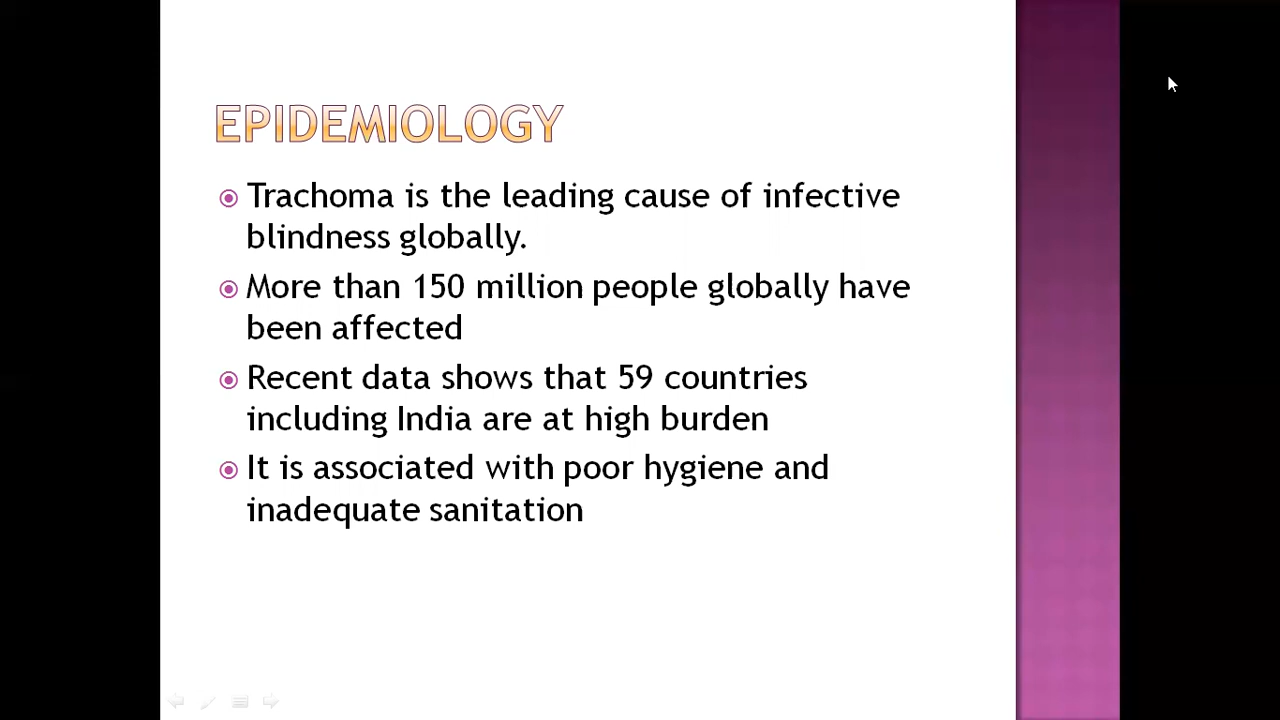 EPIDEMIOLOGY
Trachoma is the leading cause of infective
blindness globally.
More than 150 million people globally have
been affected
Recent data shows that 59 countries
including India are at high burden
It is associated with poor hygiene and
inadequate sanitation